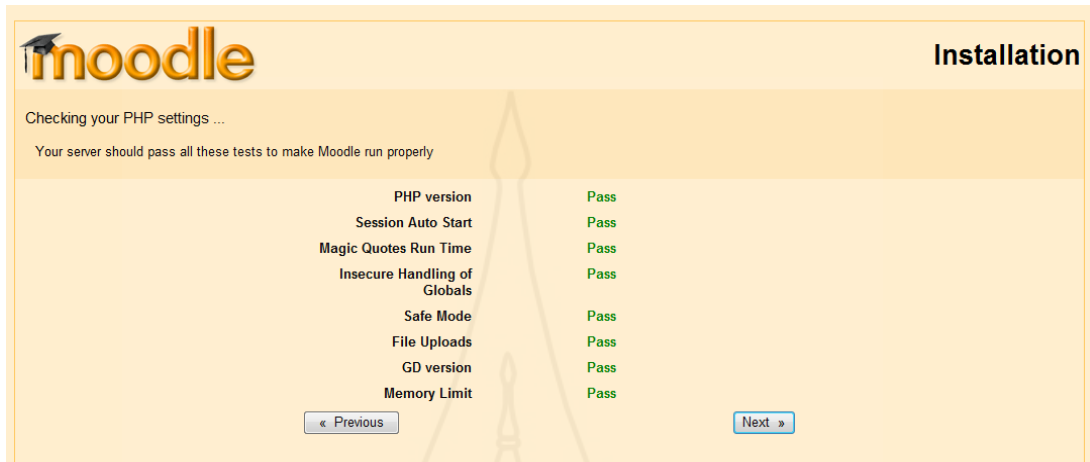 moodle
Installation
Checking your PHP settings ...
Your server should pass all these tests to make Moodle run properly
PHP version Pass
Session Auto Start Pass
Magic Quotes Run Time Pass
Insecure Handling of Pass
Globals
Safe Mode Pass
File Uploads Pass
GD version Pass
Memory Limit Pass
« Previous Next »